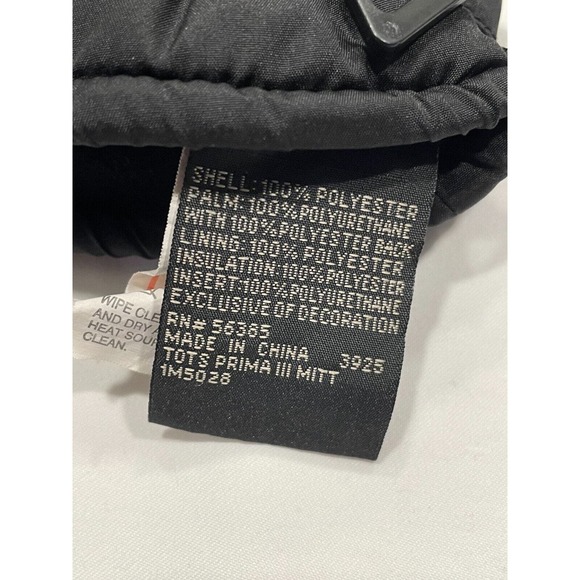 SHELL: 100% POLYESTER
PALM: 100% POLYURETHANE
WITH 100% POLYESTER BACK
LINING: 100% POLYESTER
INSULATION: 100% POLYESTER
INSERT: 100% POLYURETHANE
EXCLUSIVE OF DECORATION
RN# 56365
MADE IN CHINA 3925
TOTS PRIMA III MITT
1M5028
WIPE CLE
AND DRY
HEAT SOU
CLEAN.